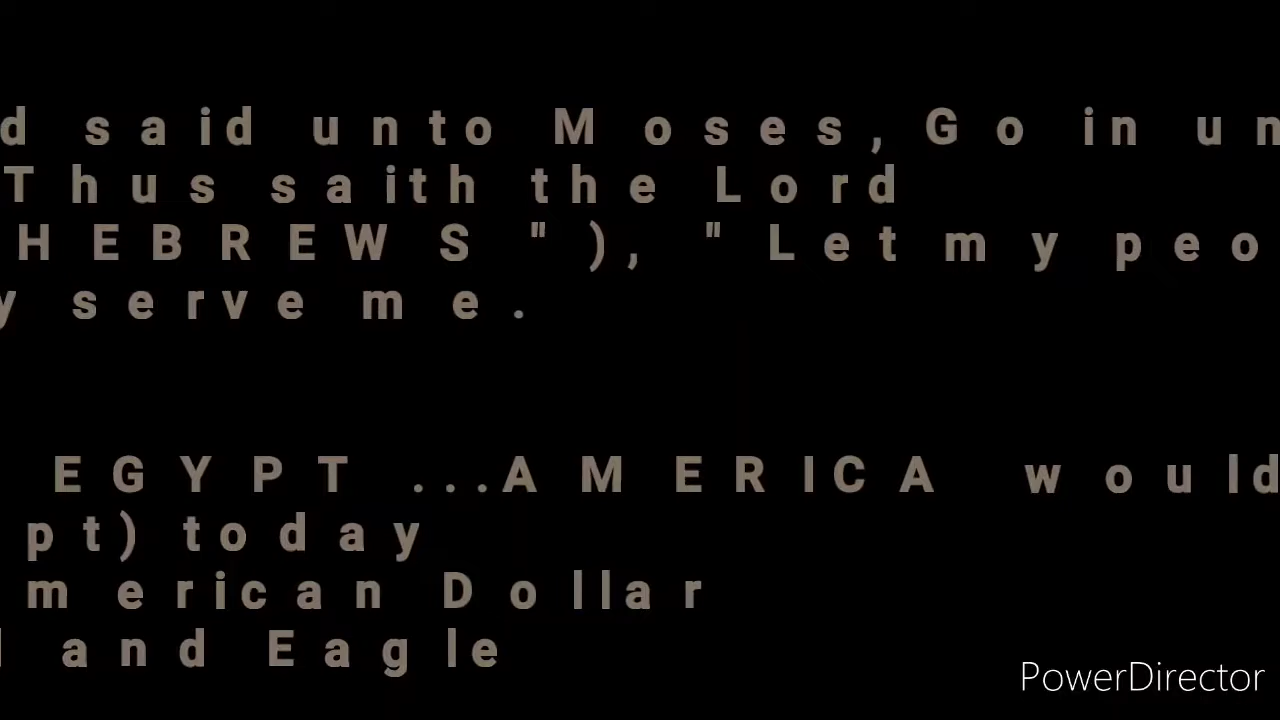 d said unto Moses, Go in un
Thus saith the Lord
HEBREWS "), "Let my peo
y serve me.
EGYPT ...AMERICA would
pt) today
merican Dollar
l and Eagle
PowerDirector